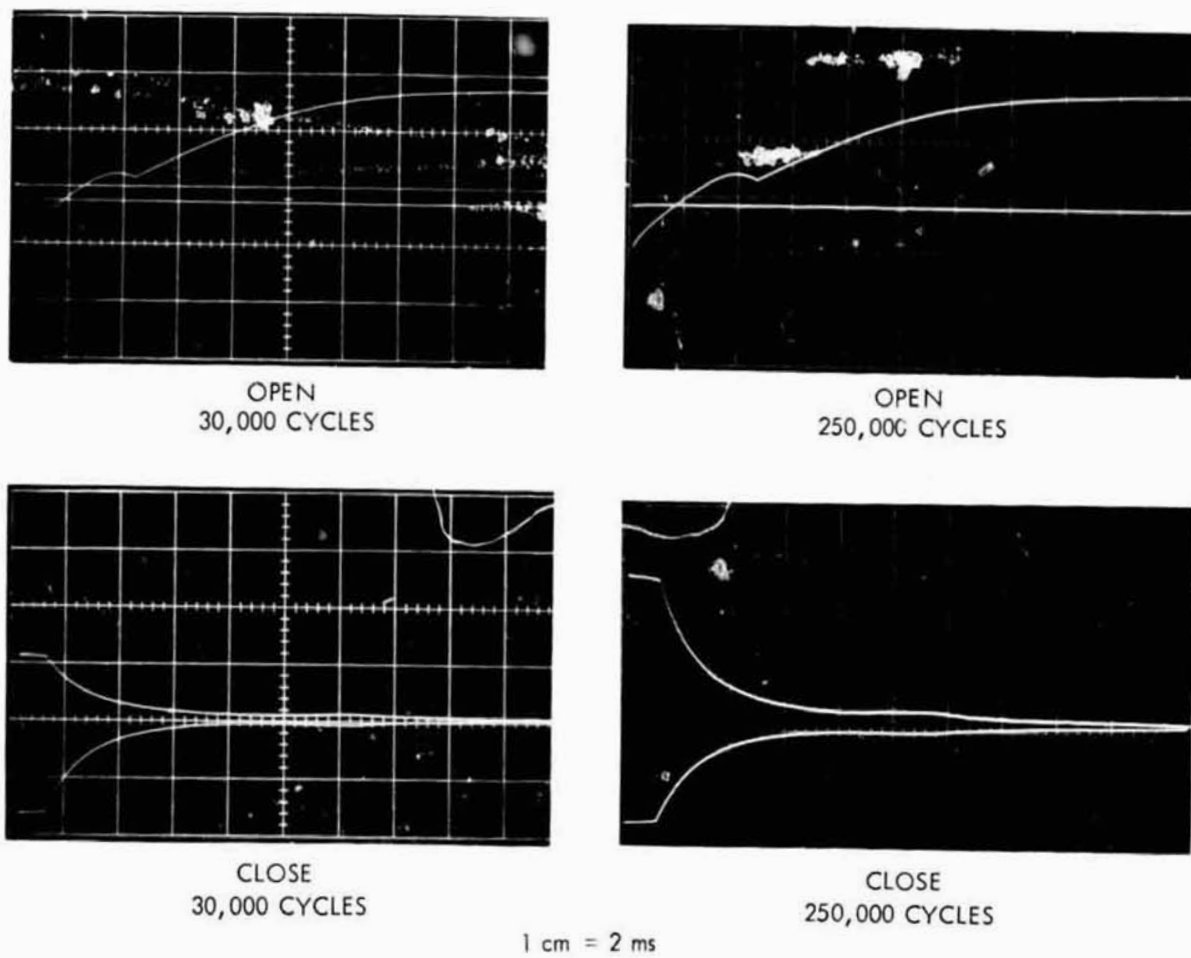 OPEN
30,000 CYCLES
OPEN
250,000 CYCLES
CLOSE
30,000 CYCLES
CLOSE
250,000 CYCLES
1 cm = 2 ms